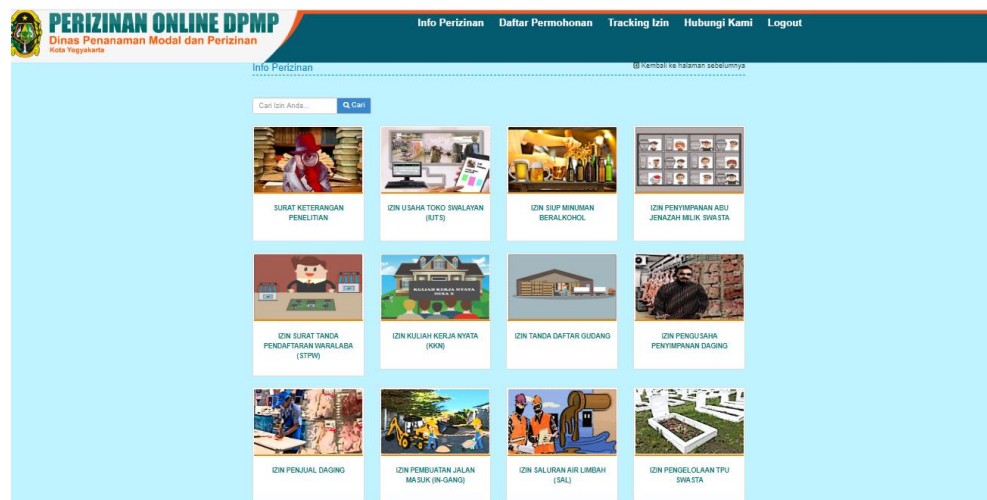 PERIZINAN ONLINE DPMP
Dinas Penanaman Modal dan Perizinan
Kota Yogyakarta
Info Perizinan Daftar Permohonan Tracking Izin Hubungi Kami Logout
Info Perizinan
Kembali ke halaman sebelumnya
Cari Izin Anda...
Cari
SURAT KETERANGAN
PENELITIAN
IZIN USAHA TOKO SWALAYAN
(IUTS)
IZIN SIUP MINUMAN
BERALKOHOL
IZIN PENYIMPANAN ABU
JENAZAH MILIK SWASTA
KULIAH KERJA NYATA
DESA X
IZIN SURAT TANDA
PENDAFTARAN WARALABA
(STPW)
IZIN KULIAH KERJA NYATA
(KKN)
IZIN TANDA DAFTAR GUDANG
IZIN PENGUSAHA
PENYIMPANAN DAGING
IZIN PENJUAL DAGING
IZIN PEMBUATAN JALAN
MASUK (IN-GANG)
IZIN SALURAN AIR LIMBAH
(SAL)
IZIN PENGELOLAAN TPU
SWASTA